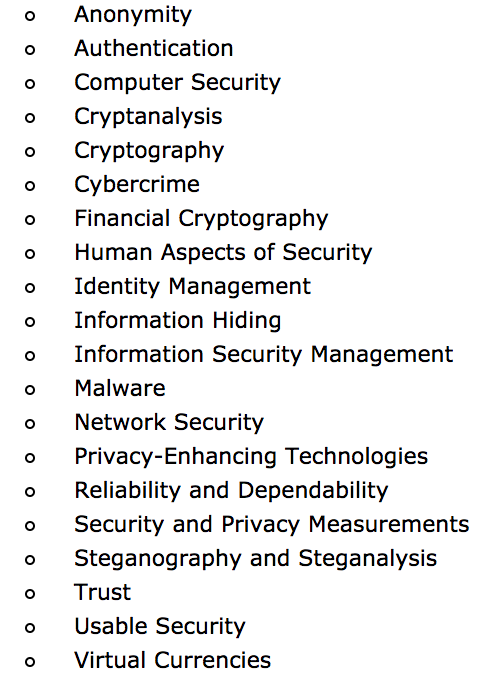 Anonymity
Authentication
Computer Security
Cryptanalysis
Cryptography
Cybercrime
Financial Cryptography
Human Aspects of Security
Identity Management
Information Hiding
Information Security Management
Malware
Network Security
Privacy-Enhancing Technologies
Reliability and Dependability
Security and Privacy Measurements
Steganography and Steganalysis
Trust
Usable Security
Virtual Currencies